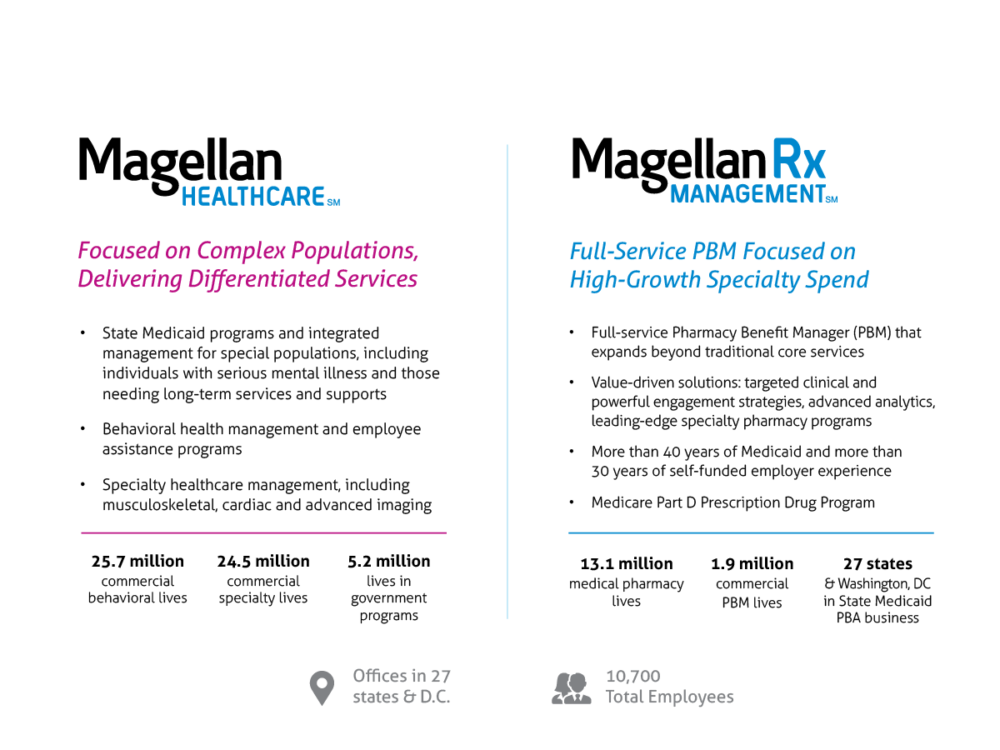 Magellan
HEALTHCARE SM
Focused on Complex Populations,
Delivering Differentiated Services
• State Medicaid programs and integrated
management for special populations, including
individuals with serious mental illness and those
needing long-term services and supports
• Behavioral health management and employee
assistance programs
• Specialty healthcare management, including
musculoskeletal, cardiac and advanced imaging
25.7 million
commercial
behavioral lives
24.5 million
commercial
specialty lives
5.2 million
lives in
government
programs
Magellan Rx
MANAGEMENT SM
Full-Service PBM Focused on
High-Growth Specialty Spend
• Full-service Pharmacy Benefit Manager (PBM) that
expands beyond traditional core services
• Value-driven solutions: targeted clinical and
powerful engagement strategies, advanced analytics,
leading-edge specialty pharmacy programs
• More than 40 years of Medicaid and more than
30 years of self-funded employer experience
• Medicare Part D Prescription Drug Program
13.1 million
medical pharmacy
lives
1.9 million
commercial
PBM lives
27 states
& Washington, DC
in State Medicaid
PBA business
Offices in 27
states & D.C.
10,700
Total Employees